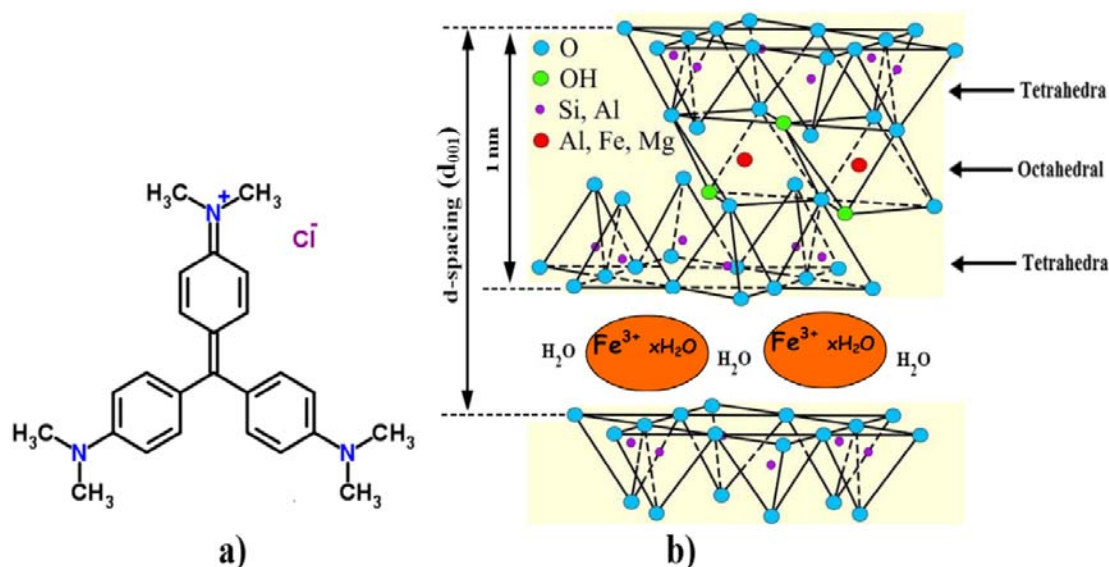 H₃C CH₃
N⁺
Cl⁻
H₃C N CH₃
N CH₃
CH₃
a)
d-spacing (d₀₀₁)
1 nm
O
OH
Si, Al
Al, Fe, Mg
Tetrahedra
Octahedral
Tetrahedra
H₂O Fe³⁺ xH₂O H₂O Fe³⁺ xH₂O H₂O
b)